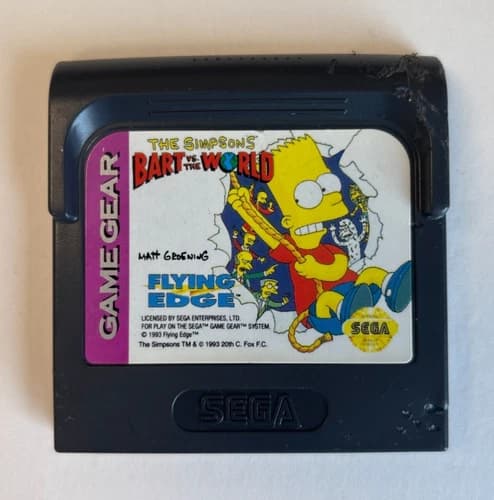 THE SIMPSONS
BART VS. THE WORLD
GAME GEAR™
MATT GROENING
FLYING
EDGE
SEGA
LICENSED BY SEGA ENTERPRISES, LTD.
FOR PLAY ON THE SEGA™ GAME GEAR™ SYSTEM.
© 1993 Flying Edge™
The Simpsons TM & © 1993 20th C. Fox F.C.
SEGA